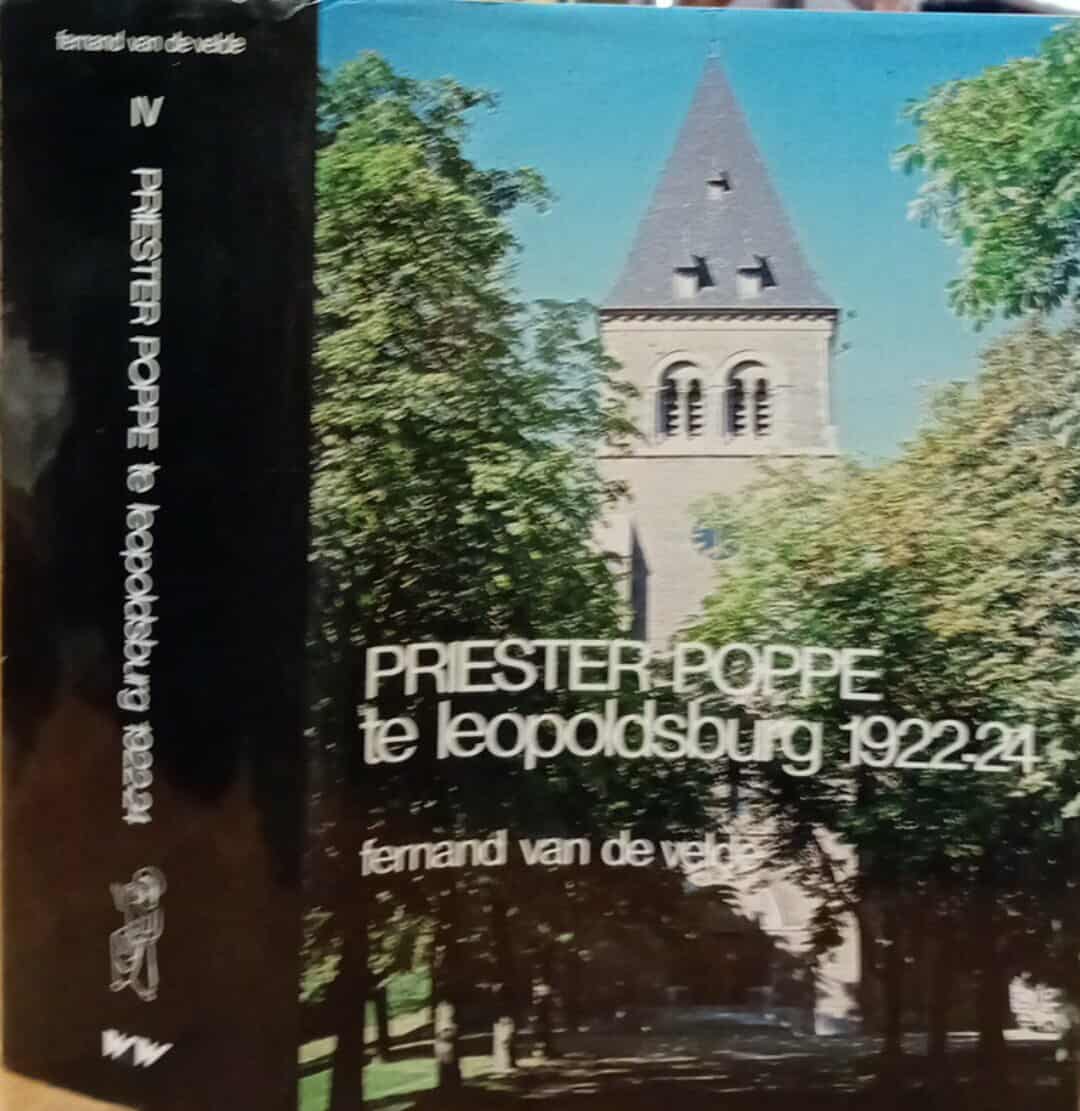 fernand van de velde
IV
PRIESTER POPPE te leopoldsburg 1922-24
WW
PRIESTER POPPE
te leopoldsburg 1922-24
fernand van de velde